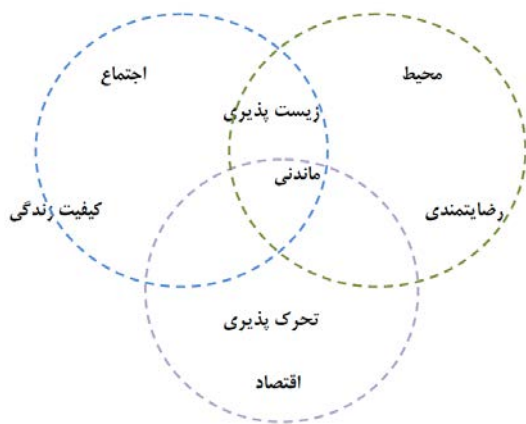 محیط
اجتماع
زیست پذیری
ماندنی
رضایتمندی
کیفیت زندگی
تحرک پذیری
اقتصاد